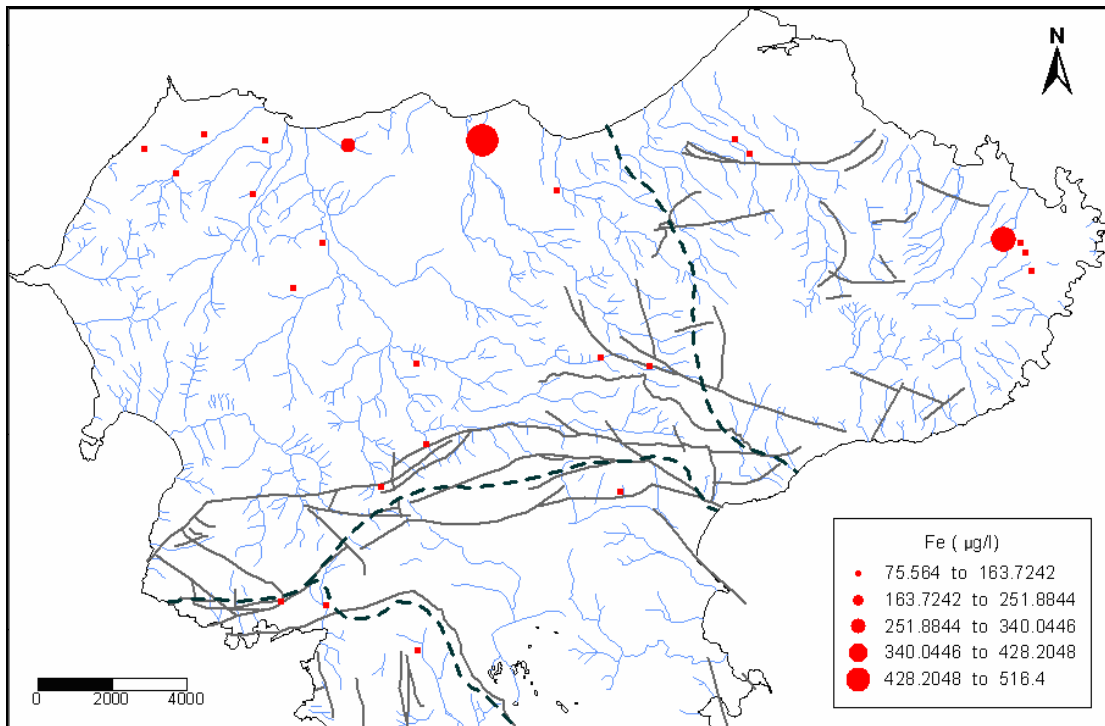 N
Fe ( µg/l)
75.564 to 163.7242
163.7242 to 251.8844
251.8844 to 340.0446
340.0446 to 428.2048
428.2048 to 516.4
0 2000 4000